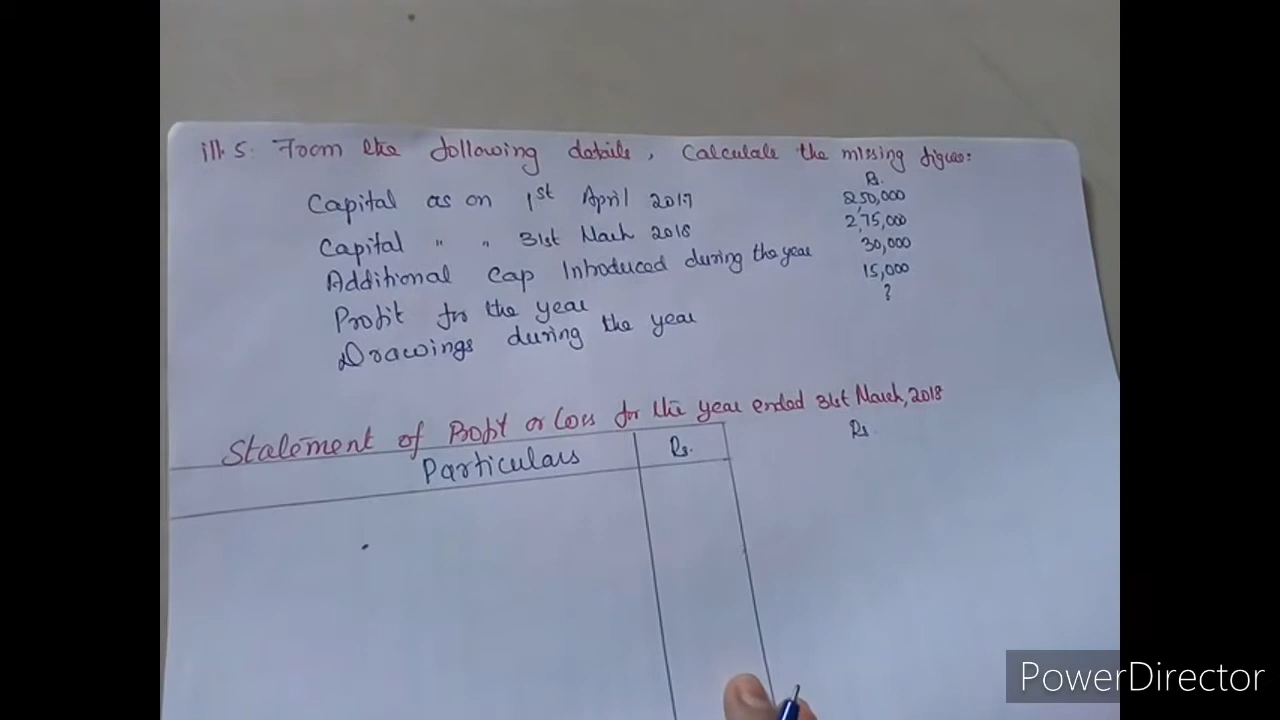 ill. 5. From the following details, Calculate the missing figure:
Rs.
Capital as on 1st April 2017 250,000
Capital " " 31st March 2018 2,75,000
Additional Cap Introduced during the year 30,000
Profit for the year 15,000
Drawings during the year ?
Statement of Profit or Loss for the year ended 31st March, 2018
Particulars Rs. Rs.
PowerDirector